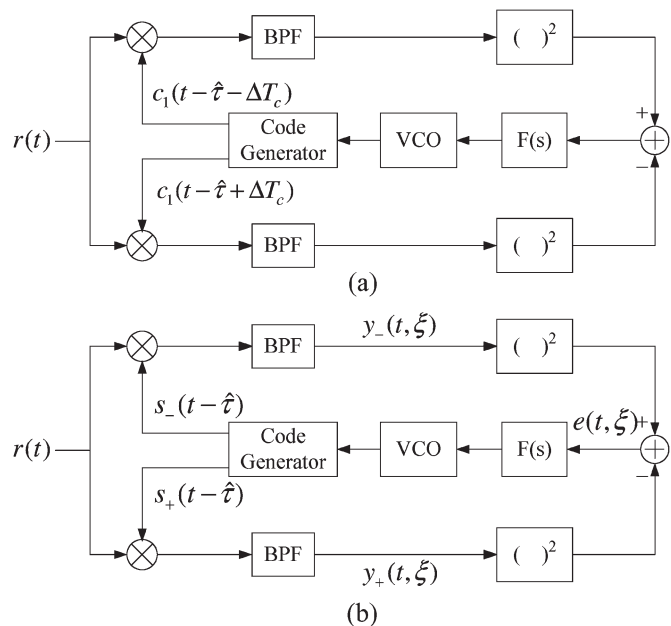 BPF
( )²
c₁(t−τ̂−ΔT_c)
+
r(t)
Code Generator
VCO
F(s)
+
−
c₁(t−τ̂+ΔT_c)
BPF
( )²
(a)
BPF
y₋(t,ξ)
( )²
s₋(t−τ̂)
e(t,ξ)
+
r(t)
Code Generator
VCO
F(s)
+
−
s₊(t−τ̂)
BPF
y₊(t,ξ)
( )²
(b)